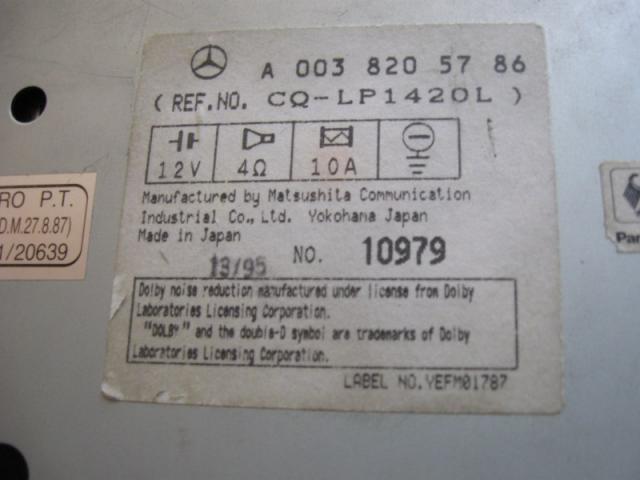 A 003 820 57 86
( REF.NO. CQ-LP1420L )
12V 4Ω 10A
Manufactured by Matsushita Communication
Industrial Co., Ltd. Yokohama Japan
Made in Japan
13/95 NO. 10979
Dolby noise reduction manufactured under license from Dolby
Laboratories Licensing Corporation.
"DOLBY" and the double-D symbol are trademarks of Dolby
Laboratories Licensing Corporation.
LABEL NO.YEFM01787
RO P.T.
D.M.27.8.87)
1/20639
Par